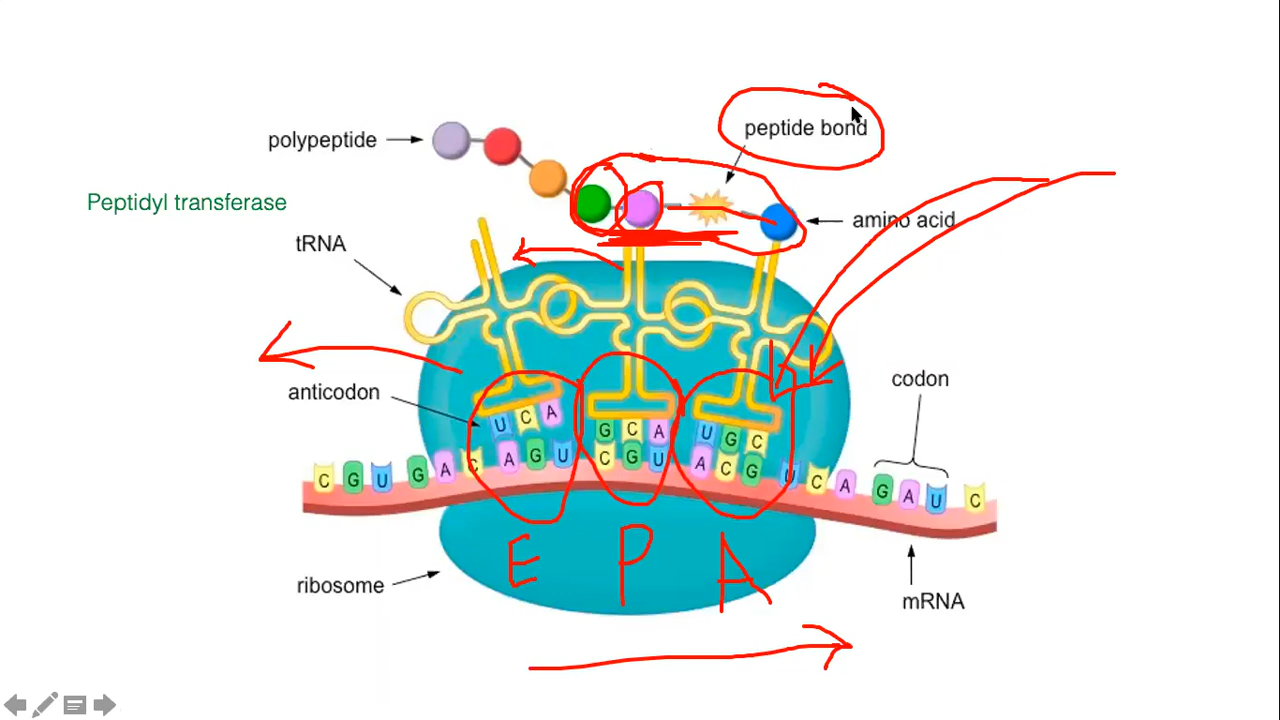 peptide bond
polypeptide
Peptidyl transferase
amino acid
tRNA
codon
anticodon
U C A
G C A
U G C
C G U G A C A G U C G U A C G U C A G A U C
E P A
ribosome
mRNA